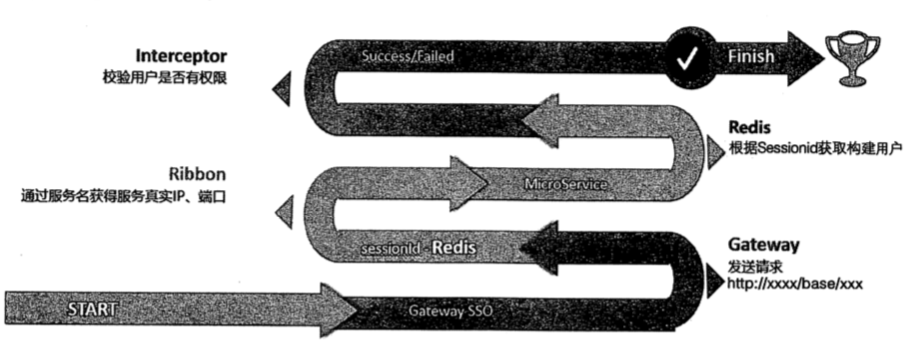 Interceptor
校验用户是否有权限
Success/Failed
Finish
Redis
根据Sessionid获取构建用户
Ribbon
通过服务名获得服务真实IP、端口
MicroService
sessionId - Redis
Gateway
发送请求
http://xxxx/base/xxx
START
Gateway SSO